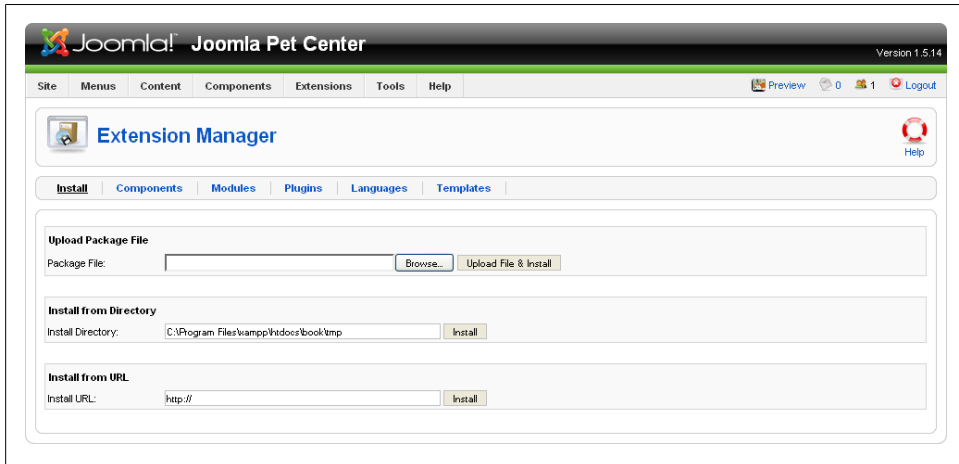 Joomla! Joomla Pet Center
Version 1.5.14
Site Menus Content Components Extensions Tools Help Preview 0 1 Logout
Extension Manager
Help
Install Components Modules Plugins Languages Templates
Upload Package File
Package File: Browse... Upload File & Install
Install from Directory
Install Directory: C:\Program Files\xampp\htdocs\book\tmp Install
Install from URL
Install URL: http:// Install